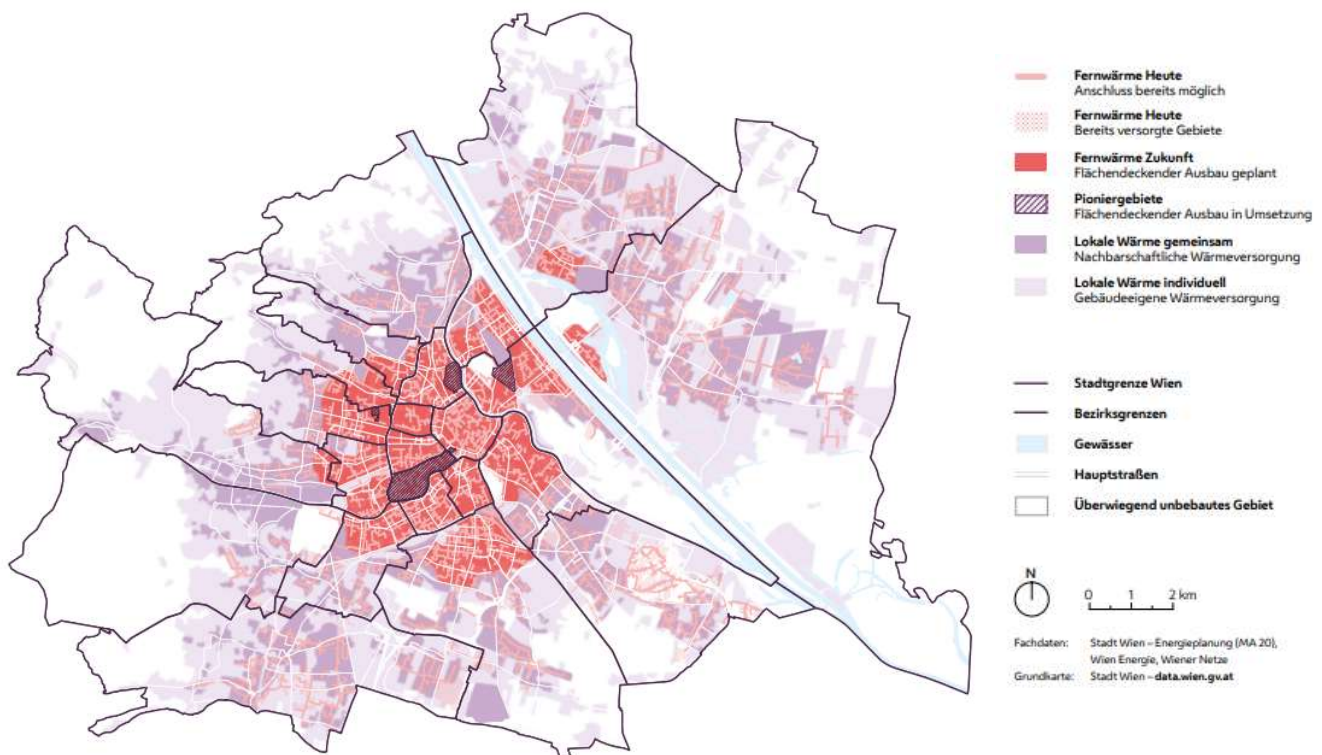 Fernwärme Heute
Anschluss bereits möglich
Fernwärme Heute
Bereits versorgte Gebiete
Fernwärme Zukunft
Flächendeckender Ausbau geplant
Pioniergebiete
Flächendeckender Ausbau in Umsetzung
Lokale Wärme gemeinsam
Nachbarschaftliche Wärmeversorgung
Lokale Wärme individuell
Gebäudeeigene Wärmeversorgung
Stadtgrenze Wien
Bezirksgrenzen
Gewässer
Hauptstraßen
Überwiegend unbebautes Gebiet
N
0 1 2 km
Fachdaten: Stadt Wien – Energieplanung (MA 20),
Wien Energie, Wiener Netze
Grundkarte: Stadt Wien – data.wien.gv.at